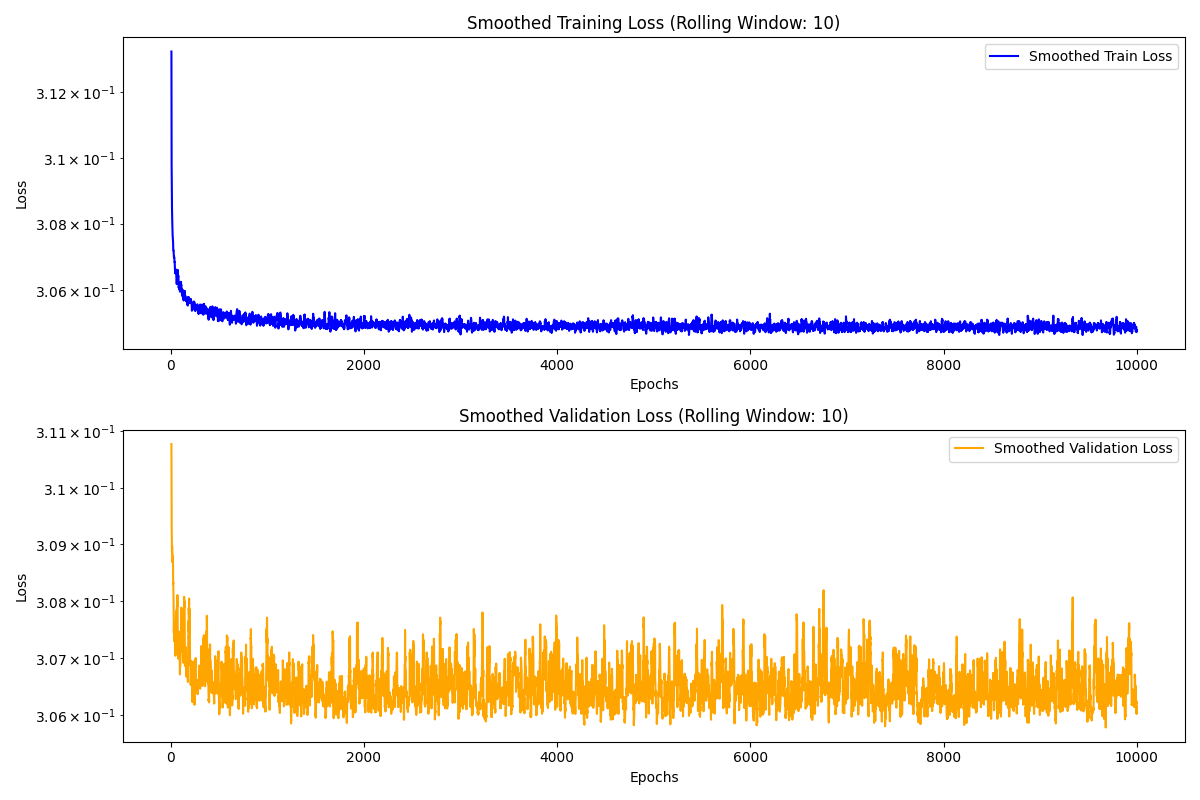 Smoothed Training Loss (Rolling Window: 10)
Smoothed Train Loss
3.12 × 10⁻¹
3.1 × 10⁻¹
3.08 × 10⁻¹
3.06 × 10⁻¹
Loss
0 2000 4000 6000 8000 10000
Epochs
Smoothed Validation Loss (Rolling Window: 10)
Smoothed Validation Loss
3.11 × 10⁻¹
3.1 × 10⁻¹
3.09 × 10⁻¹
3.08 × 10⁻¹
3.07 × 10⁻¹
3.06 × 10⁻¹
Loss
0 2000 4000 6000 8000 10000
Epochs